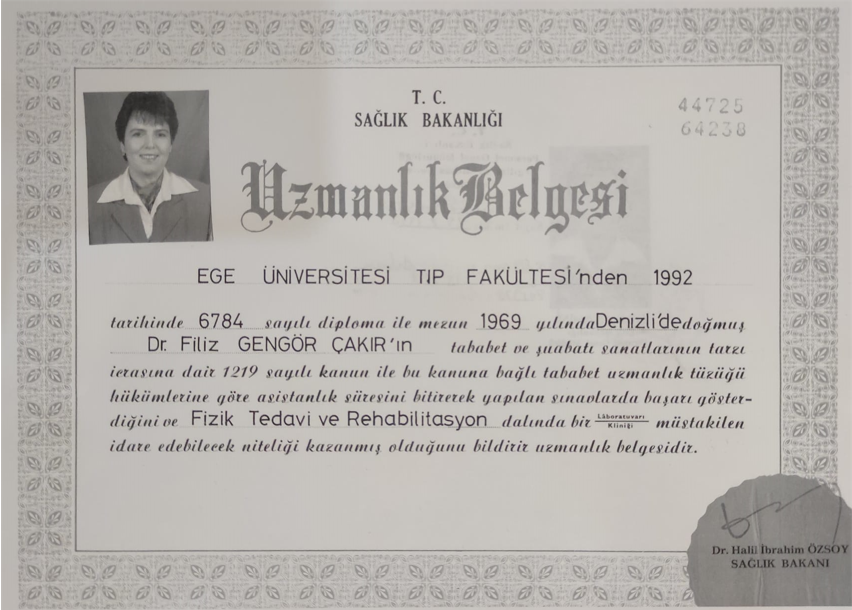 T. C.
SAĞLIK BAKANLIĞI
44725
64238
Uzmanlık Belgesi
EGE ÜNİVERSİTESİ TIP FAKÜLTESİ'nden 1992
tarihinde 6784 sayılı diploma ile mezun 1969 yılında Denizli'de doğmuş
Dr. Filiz GENGÖR ÇAKIR'ın tababet ve şuabatı sanatlarının tarzı
icrasına dair 1219 sayılı kanun ile bu kanuna bağlı tababet uzmanlık tüzüğü
hükümlerine göre asistanlık süresini bitirerek yapılan sınavlarda başarı göster-
diğini ve Fizik Tedavi ve Rehabilitasyon dalında bir Lâboratuvarı Kliniği müstakilen
idare edebilecek niteliği kazanmış olduğunu bildirir uzmanlık belgesidir.
Dr. Halil İbrahim ÖZSOY
SAĞLIK BAKANI